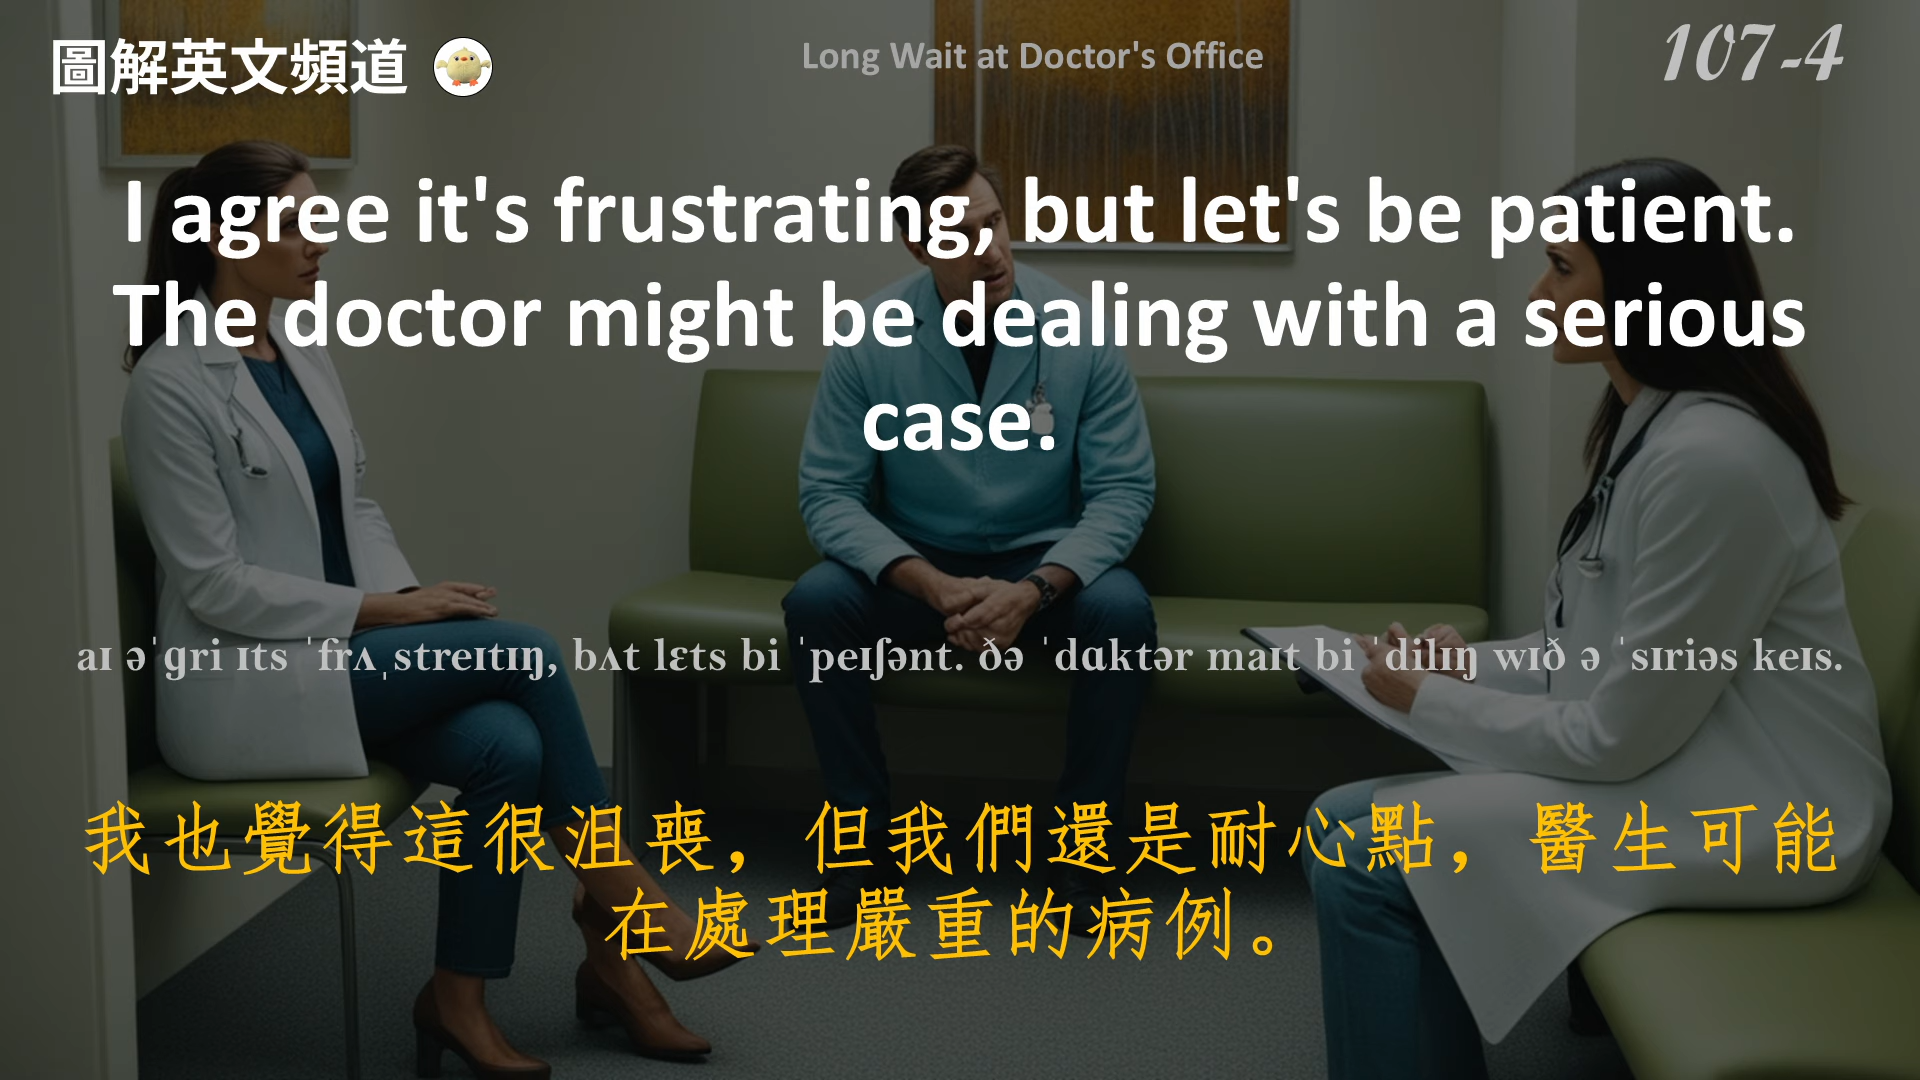 圖解英文頻道
Long Wait at Doctor's Office
107-4
I agree it's frustrating, but let's be patient.
The doctor might be dealing with a serious
case.
aɪ əˈɡri ɪts ˈfrʌˌstreɪtɪŋ, bʌt lɛts bi ˈpeɪʃənt. ðə ˈdɑktər maɪt bi ˈdilɪŋ wɪð ə ˈsɪriəs keɪs.
我也覺得這很沮喪，但我們還是耐心點，醫生可能
在處理嚴重的病例。